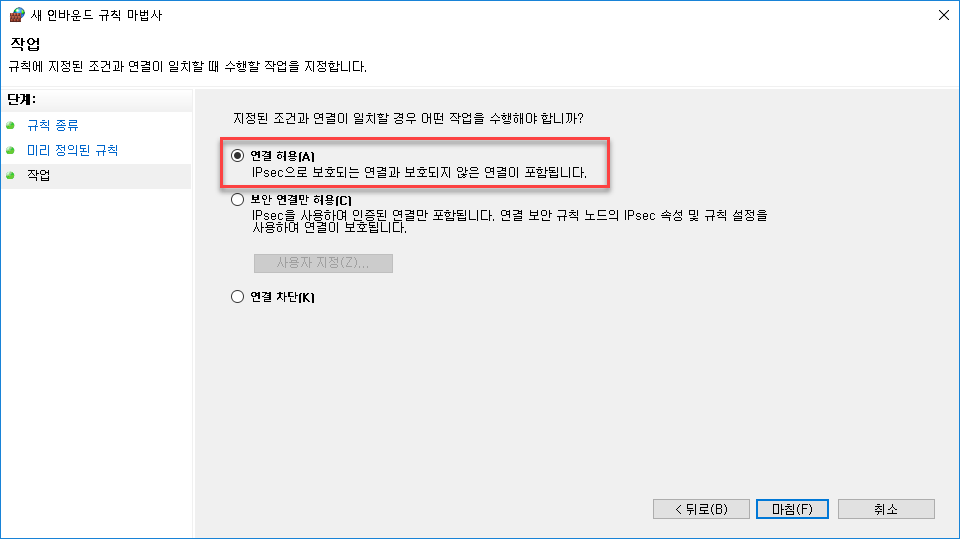 새 인바운드 규칙 마법사
작업
규칙에 지정된 조건과 연결이 일치할 때 수행할 작업을 지정합니다.
단계:
규칙 종류
미리 정의된 규칙
작업
지정된 조건과 연결이 일치할 경우 어떤 작업을 수행해야 합니까?
연결 허용(A)
IPsec으로 보호되는 연결과 보호되지 않은 연결이 포함됩니다.
보안 연결만 허용(C)
IPsec을 사용하여 인증된 연결만 포함됩니다. 연결 보안 규칙 노드의 IPsec 속성 및 규칙 설정을
사용하여 연결이 보호됩니다.
사용자 지정(Z)...
연결 차단(K)
< 뒤로(B)
마침(F)
취소